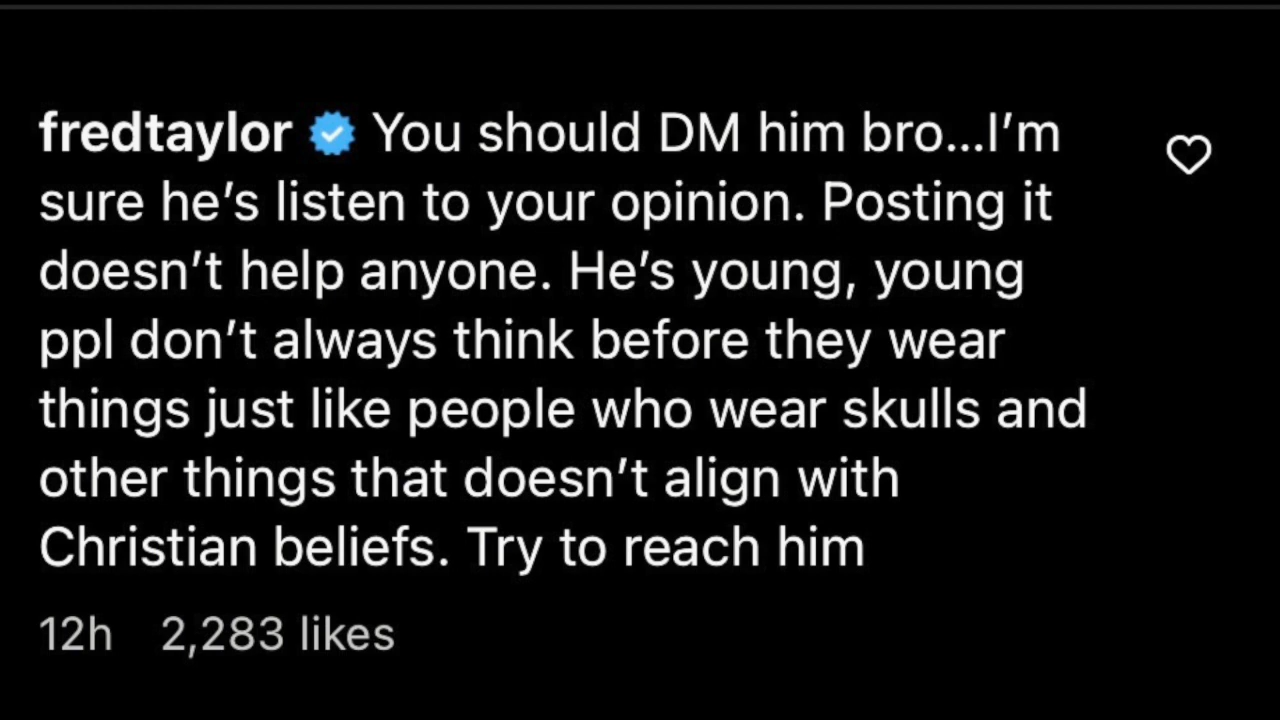 fredtaylor You should DM him bro...I’m
sure he’s listen to your opinion. Posting it
doesn’t help anyone. He’s young, young
ppl don’t always think before they wear
things just like people who wear skulls and
other things that doesn’t align with
Christian beliefs. Try to reach him
12h 2,283 likes